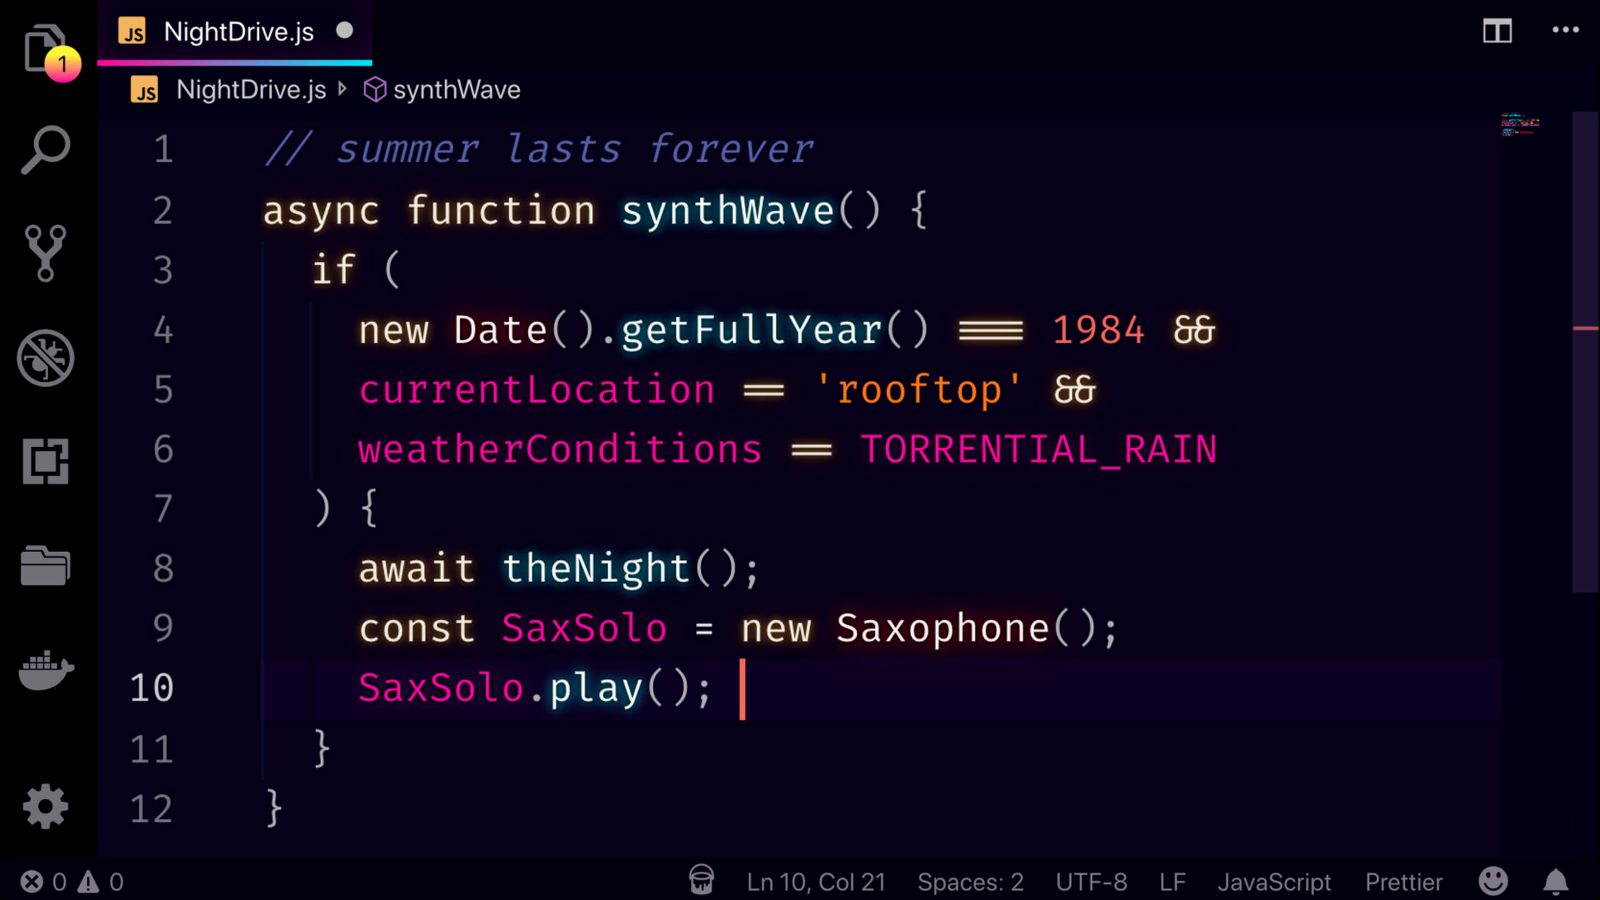 1
JS NightDrive.js
JS NightDrive.js synthWave
1 // summer lasts forever
2 async function synthWave() {
3 if (
4 new Date().getFullYear() === 1984 &&
5 currentLocation == 'rooftop' &&
6 weatherConditions == TORRENTIAL_RAIN
7 ) {
8 await theNight();
9 const SaxSolo = new Saxophone();
10 SaxSolo.play();
11 }
12 }
0 0 Ln 10, Col 21 Spaces: 2 UTF-8 LF JavaScript Prettier